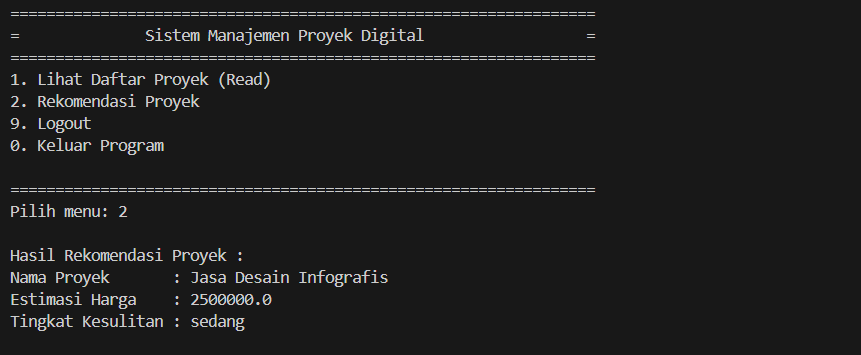 =================================================================
=              Sistem Manajemen Proyek Digital                  =
=================================================================
1. Lihat Daftar Proyek (Read)
2. Rekomendasi Proyek
9. Logout
0. Keluar Program
=================================================================
Pilih menu: 2
Hasil Rekomendasi Proyek :
Nama Proyek       : Jasa Desain Infografis
Estimasi Harga    : 2500000.0
Tingkat Kesulitan : sedang